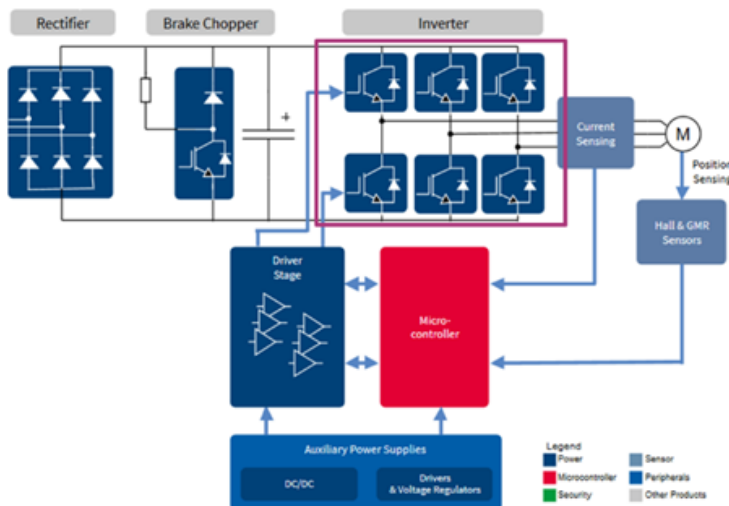 Rectifier
Brake Chopper
Inverter
+
Current
Sensing
M
Position
Sensing
Hall & GMR
Sensors
Driver
Stage
Micro-
controller
Auxiliary Power Supplies
DC/DC
Drivers
& Voltage Regulators
Legend
Power
Sensor
Microcontroller
Peripherals
Security
Other Products